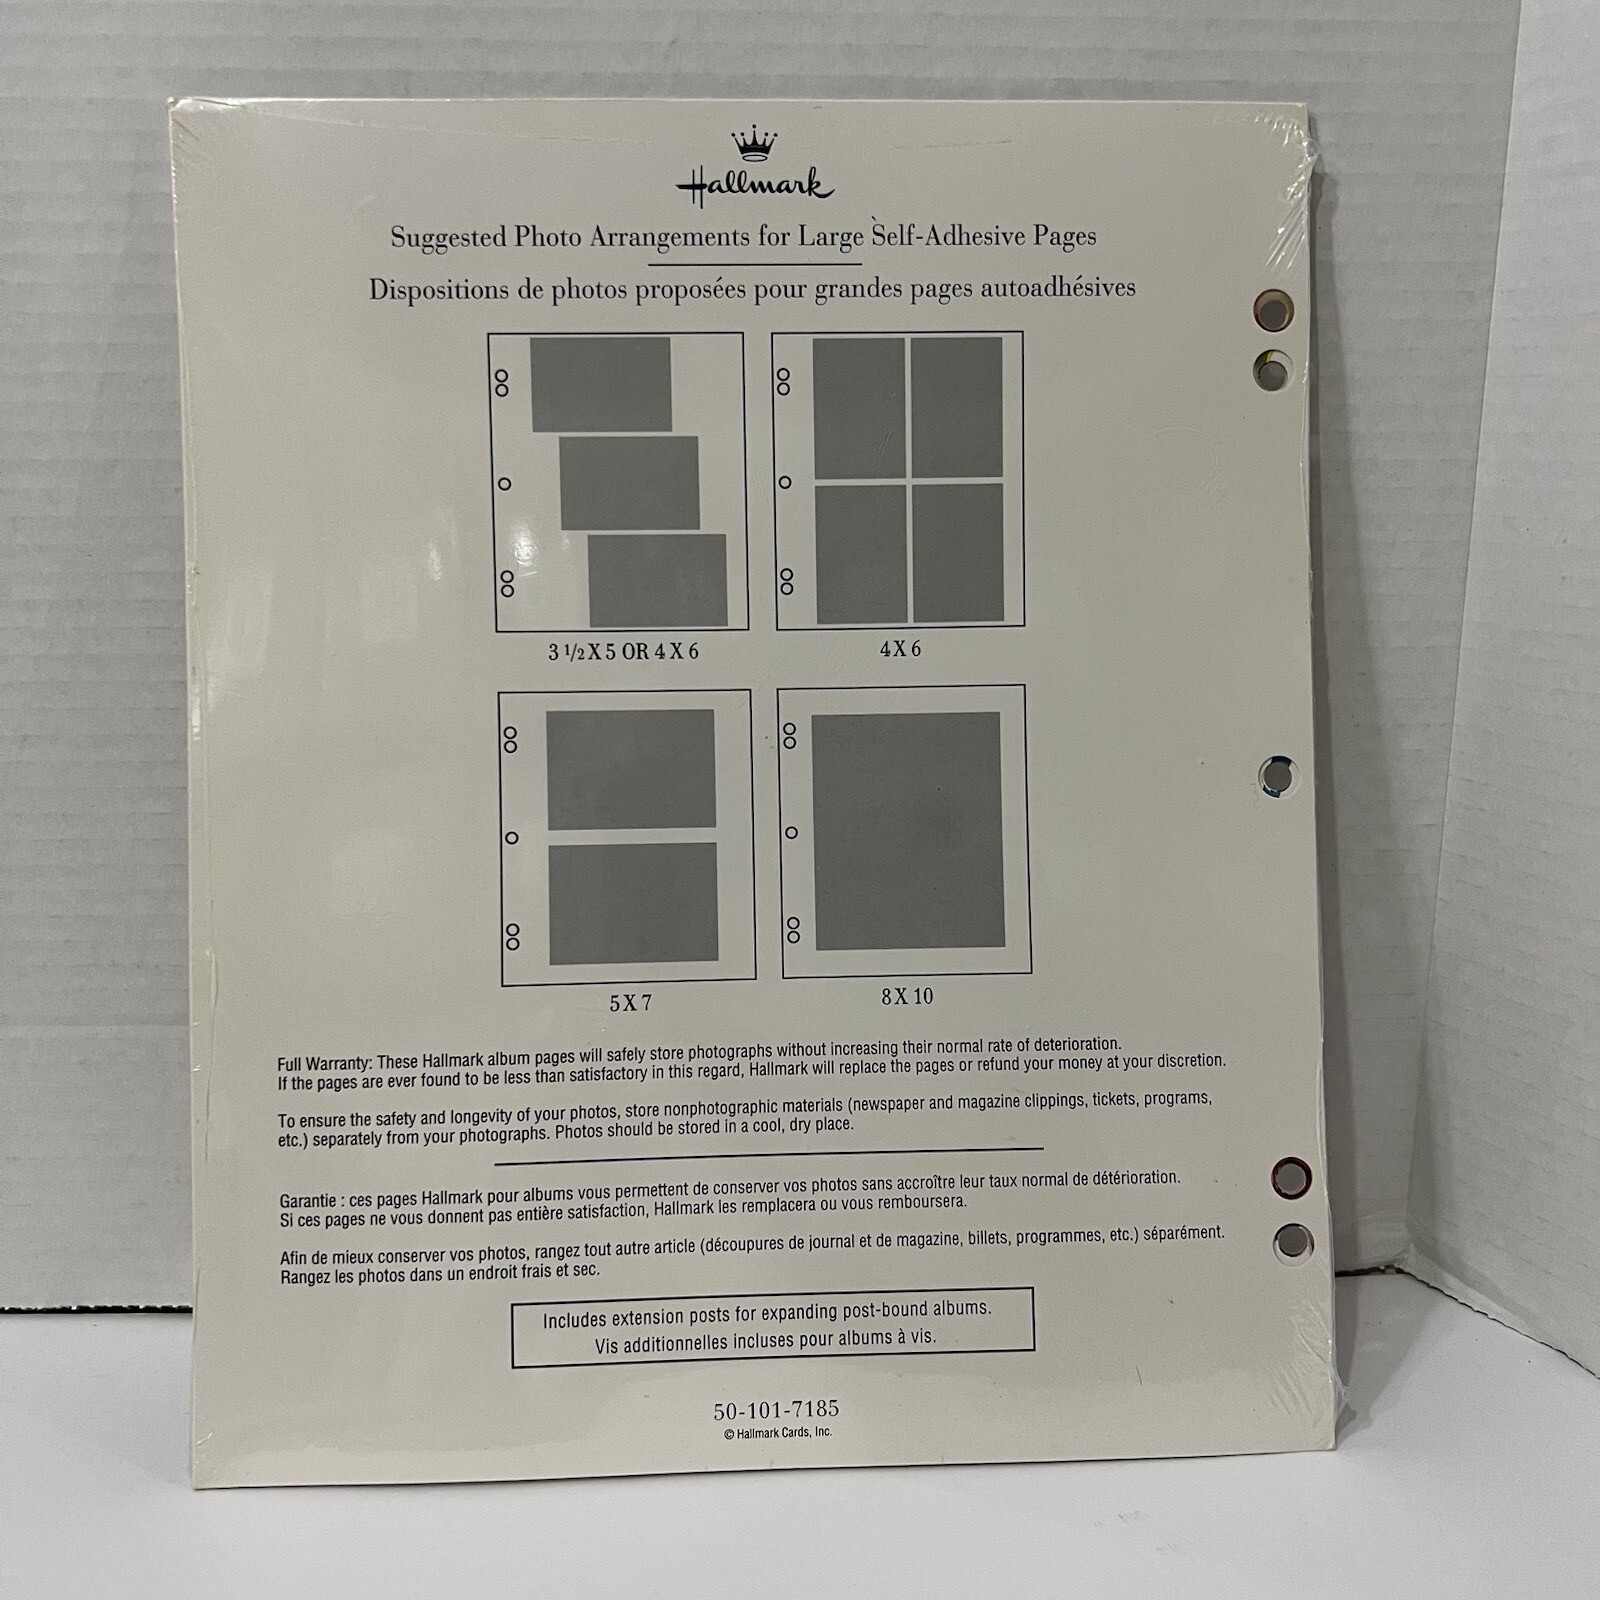 Hallmark
Suggested Photo Arrangements for Large Self-Adhesive Pages
Dispositions de photos proposées pour grandes pages autoadhésives
3 1/2 X 5 OR 4 X 6
4 X 6
5 X 7
8 X 10
Full Warranty: These Hallmark album pages will safely store photographs without increasing their normal rate of deterioration.
If the pages are ever found to be less than satisfactory in this regard, Hallmark will replace the pages or refund your money at your discretion.
To ensure the safety and longevity of your photos, store nonphotographic materials (newspaper and magazine clippings, tickets, programs,
etc.) separately from your photographs. Photos should be stored in a cool, dry place.
Garantie : ces pages Hallmark pour albums vous permettent de conserver vos photos sans accroître leur taux normal de détérioration.
Si ces pages ne vous donnent pas entière satisfaction, Hallmark les remplacera ou vous remboursera.
Afin de mieux conserver vos photos, rangez tout autre article (découpures de journal et de magazine, billets, programmes, etc.) séparément.
Rangez les photos dans un endroit frais et sec.
Includes extension posts for expanding post-bound albums.
Vis additionnelles incluses pour albums à vis.
50-101-7185
© Hallmark Cards, Inc.